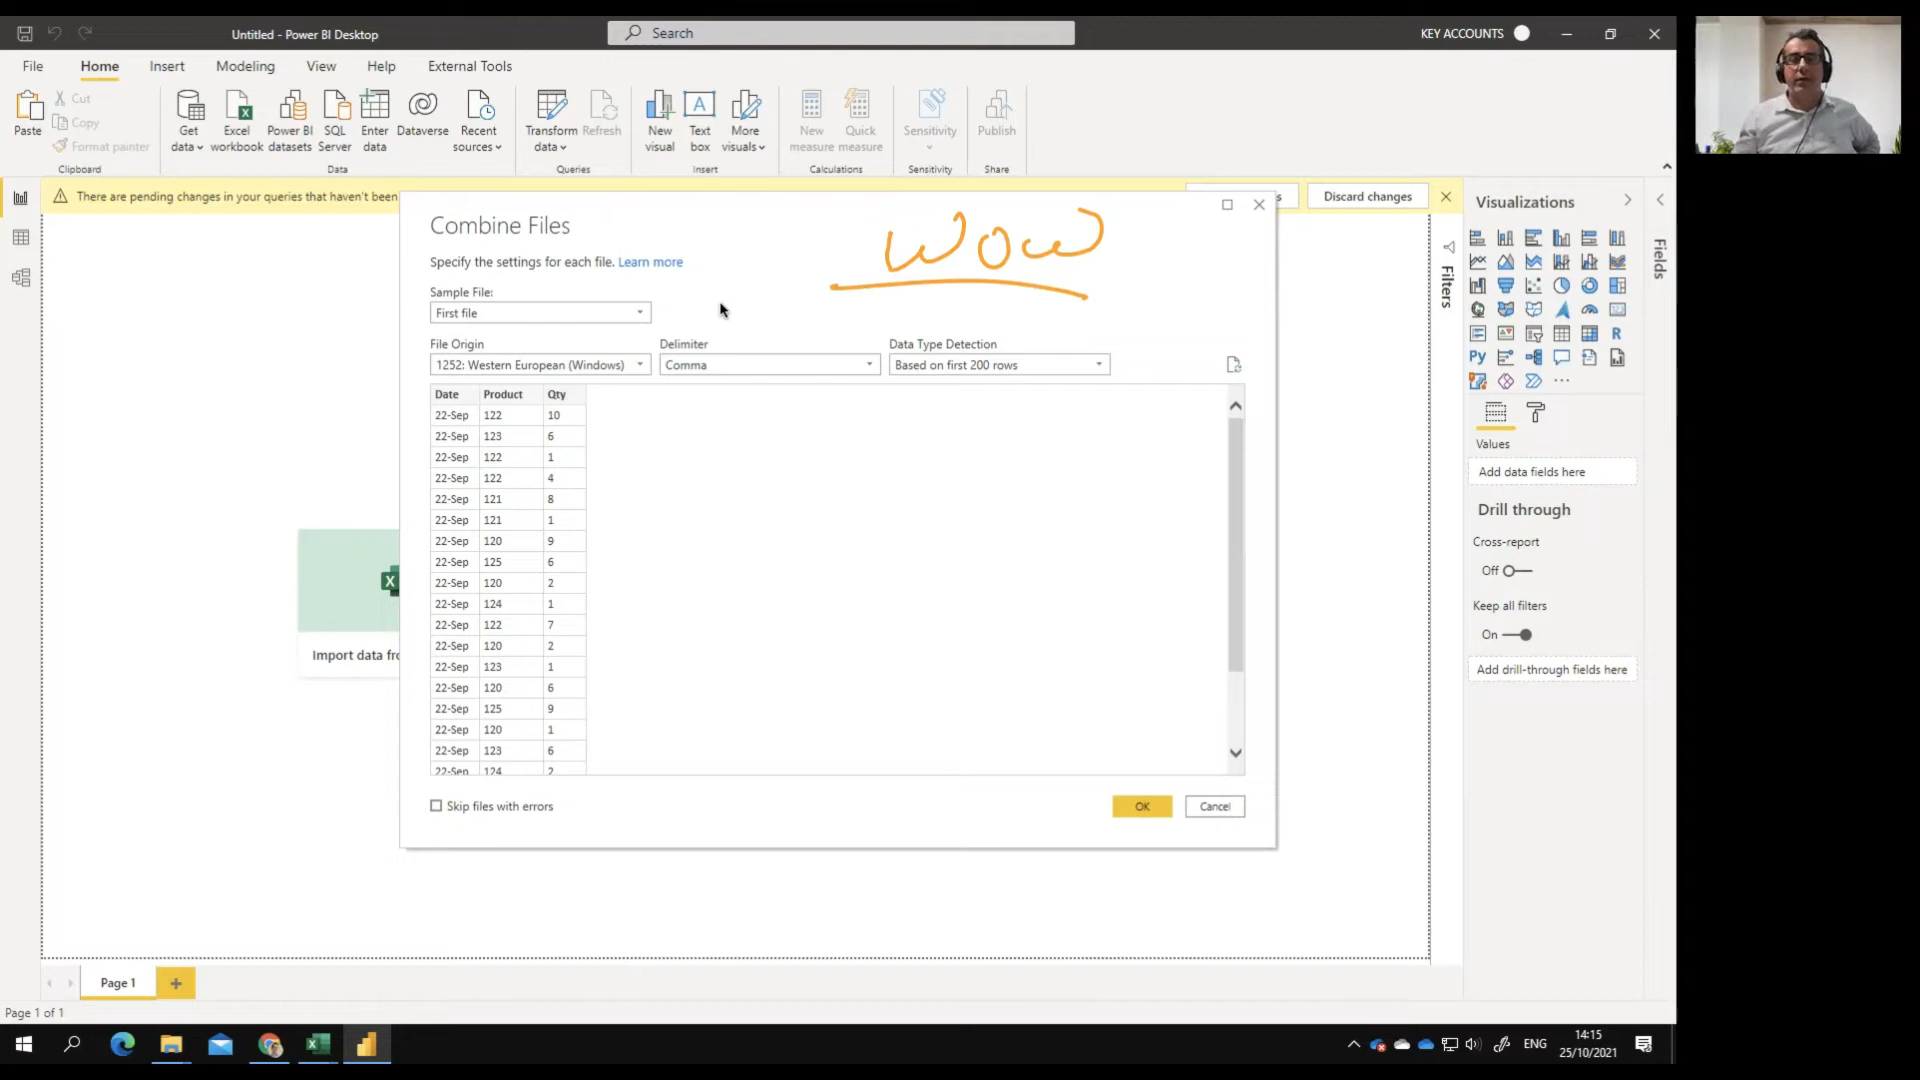 Untitled - Power BI Desktop
Search
KEY ACCOUNTS
File Home Insert Modeling View Help External Tools
Paste
Cut
Copy
Format painter
Clipboard
Get data
Excel workbook
Power BI datasets
SQL Server
Enter data
Dataverse
Recent sources
Data
Transform data
Refresh
Queries
New visual
Text box
More visuals
Insert
New measure
Quick measure
Calculations
Sensitivity
Sensitivity
Publish
Share
There are pending changes in your queries that haven't been
s
Discard changes
Combine Files
wow
Specify the settings for each file. Learn more
Sample File:
First file
File Origin Delimiter Data Type Detection
1252: Western European (Windows) Comma Based on first 200 rows
Date Product Qty
22-Sep 122 10
22-Sep 123 6
22-Sep 122 1
22-Sep 122 4
22-Sep 121 8
22-Sep 121 1
22-Sep 120 9
22-Sep 125 6
22-Sep 120 2
22-Sep 124 1
22-Sep 122 7
22-Sep 120 2
22-Sep 123 1
22-Sep 120 6
22-Sep 125 9
22-Sep 120 1
22-Sep 123 6
22-Sep 124 2
Skip files with errors
OK Cancel
X
Import data fro
Filters
Visualizations
R
Py
Values
Add data fields here
Drill through
Cross-report
Off
Keep all filters
On
Add drill-through fields here
Fields
Page 1
+
Page 1 of 1
ENG
14:15
25/10/2021